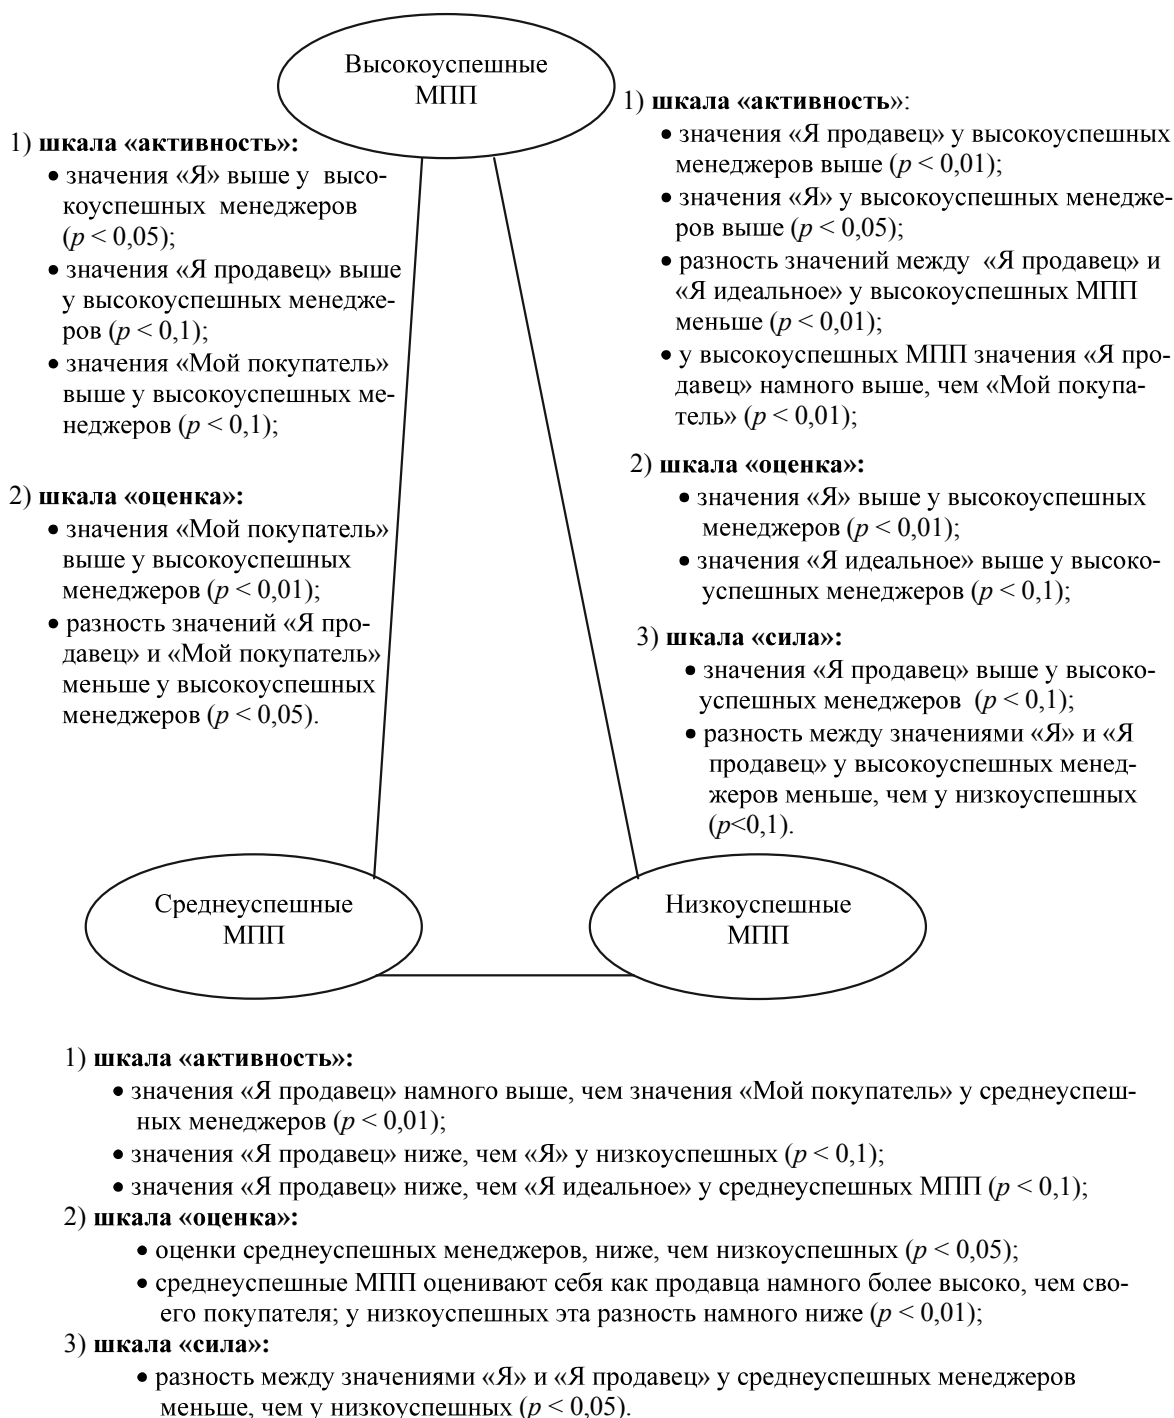 Высокоуспешные
МПП
1) шкала «активность»:
• значения «Я» выше у высо-
коуспешных менеджеров
(p < 0,05);
• значения «Я продавец» выше
у высокоуспешных менедже-
ров (p < 0,1);
• значения «Мой покупатель»
выше у высокоуспешных ме-
неджеров (p < 0,1);
2) шкала «оценка»:
• значения «Мой покупатель»
выше у высокоуспешных
менеджеров (p < 0,01);
• разность значений «Я про-
давец» и «Мой покупатель»
меньше у высокоуспешных
менеджеров (p < 0,05).
1) шкала «активность»:
• значения «Я продавец» у высокоуспешных
менеджеров выше (p < 0,01);
• значения «Я» у высокоуспешных менедже-
ров выше (p < 0,05);
• разность значений между «Я продавец» и
«Я идеальное» у высокоуспешных МПП
меньше (p < 0,01);
• у высокоуспешных МПП значения «Я про-
давец» намного выше, чем «Мой покупа-
тель» (p < 0,01);
2) шкала «оценка»:
• значения «Я» выше у высокоуспешных
менеджеров (p < 0,01);
• значения «Я идеальное» выше у высоко-
успешных менеджеров (p < 0,1);
3) шкала «сила»:
• значения «Я продавец» выше у высоко-
успешных менеджеров (p < 0,1);
• разность между значениями «Я» и «Я
продавец» у высокоуспешных менед-
жеров меньше, чем у низкоуспешных
(p<0,1).
Среднеуспешные
МПП
Низкоуспешные
МПП
1) шкала «активность»:
• значения «Я продавец» намного выше, чем значения «Мой покупатель» у среднеуспеш-
ных менеджеров (p < 0,01);
• значения «Я продавец» ниже, чем «Я» у низкоуспешных (p < 0,1);
• значения «Я продавец» ниже, чем «Я идеальное» у среднеуспешных МПП (p < 0,1);
2) шкала «оценка»:
• оценки среднеуспешных менеджеров, ниже, чем низкоуспешных (p < 0,05);
• среднеуспешные МПП оценивают себя как продавца намного более высоко, чем сво-
его покупателя; у низкоуспешных эта разность намного ниже (p < 0,01);
3) шкала «сила»:
• разность между значениями «Я» и «Я продавец» у среднеуспешных менеджеров
меньше, чем у низкоуспешных (p < 0,05).